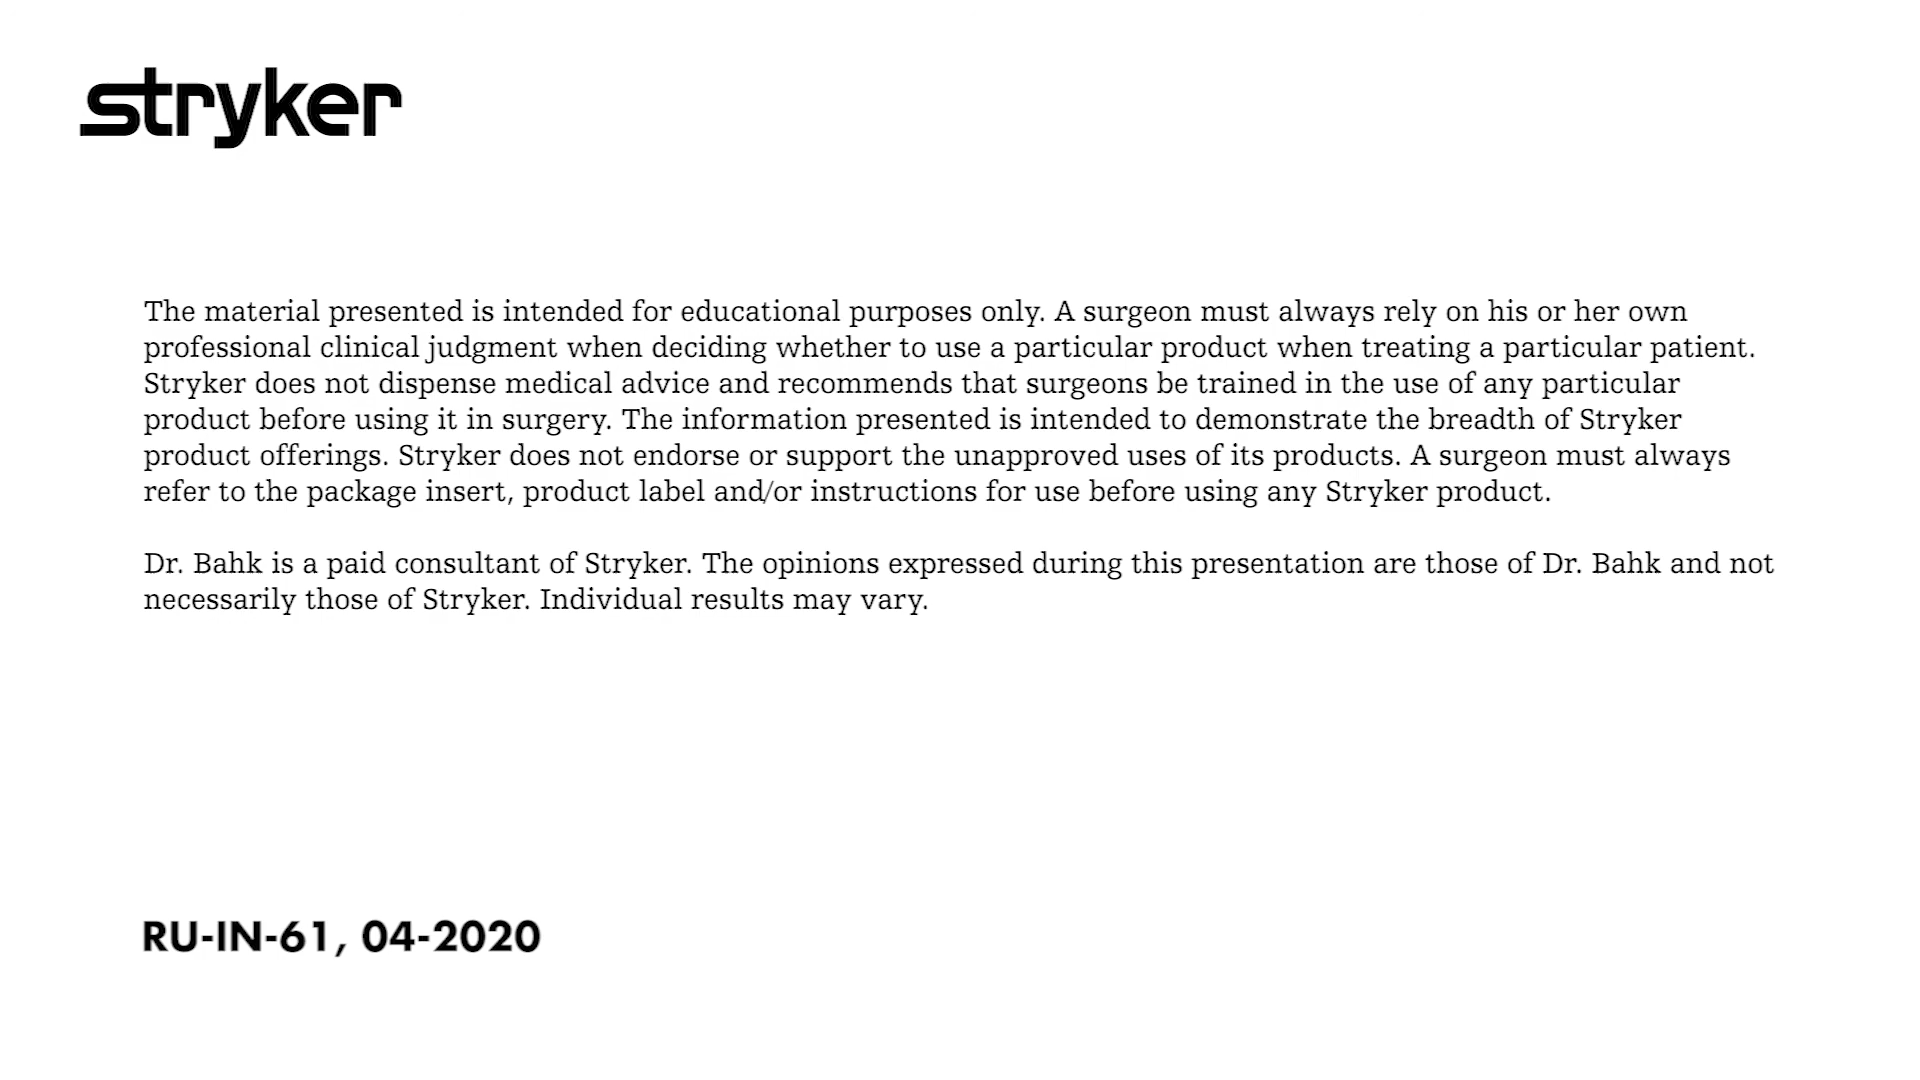 stryker
The material presented is intended for educational purposes only. A surgeon must always rely on his or her own
professional clinical judgment when deciding whether to use a particular product when treating a particular patient.
Stryker does not dispense medical advice and recommends that surgeons be trained in the use of any particular
product before using it in surgery. The information presented is intended to demonstrate the breadth of Stryker
product offerings. Stryker does not endorse or support the unapproved uses of its products. A surgeon must always
refer to the package insert, product label and/or instructions for use before using any Stryker product.
Dr. Bahk is a paid consultant of Stryker. The opinions expressed during this presentation are those of Dr. Bahk and not
necessarily those of Stryker. Individual results may vary.
RU-IN-61, 04-2020